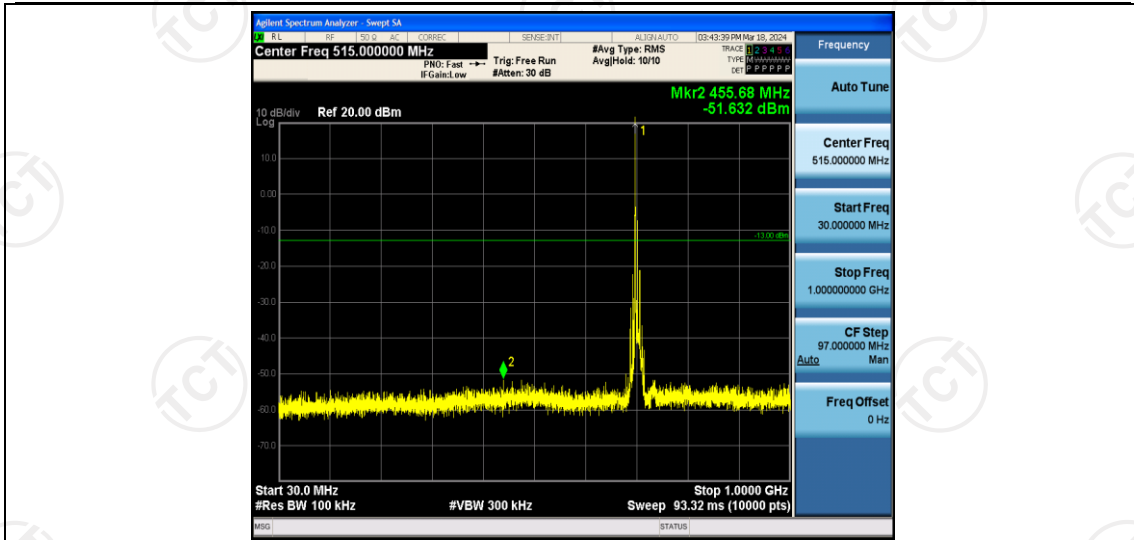 Agilent Spectrum Analyzer - Swept SA
LXI RL RF 50 Ω AC CORREC SENSE:INT ALIGNAUTO 03:43:39 PM Mar 18, 2024
Center Freq 515.000000 MHz
PNO: Fast
IFGain:Low
Trig: Free Run
#Atten: 30 dB
#Avg Type: RMS
Avg|Hold: 10/10
TRACE 1 2 3 4 5 6
TYPE M
DET P P P P P P
Mkr2 455.68 MHz
-51.632 dBm
10 dB/div Ref 20.00 dBm
Log
1
10.0
0.00
-10.0
-13.00 dBm
-20.0
-30.0
-40.0
2
-50.0
-60.0
-70.0
Start 30.0 MHz Stop 1.0000 GHz
#Res BW 100 kHz #VBW 300 kHz Sweep 93.32 ms (10000 pts)
MSG STATUS
Frequency
Auto Tune
Center Freq
515.000000 MHz
Start Freq
30.000000 MHz
Stop Freq
1.000000000 GHz
CF Step
97.000000 MHz
Auto Man
Freq Offset
0 Hz
TCT
TCT
TCT
TCT